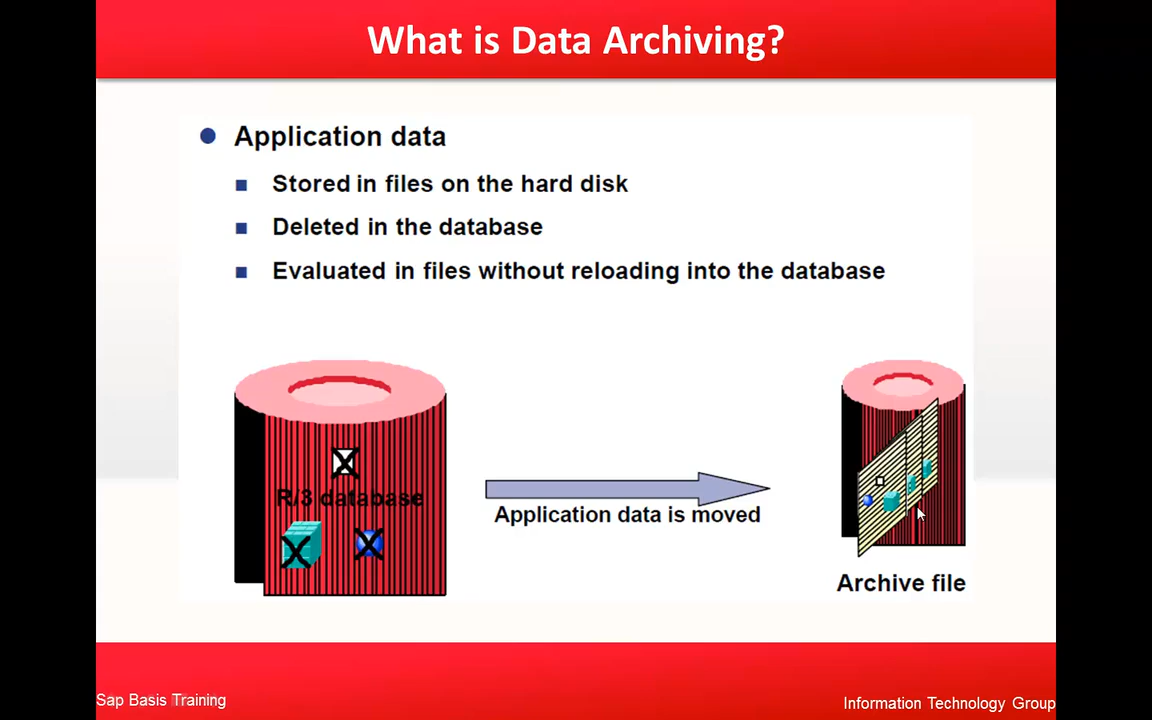 What is Data Archiving?
Application data
Stored in files on the hard disk
Deleted in the database
Evaluated in files without reloading into the database
R/3 database
Application data is moved
Archive file
Sap Basis Training
Information Technology Group